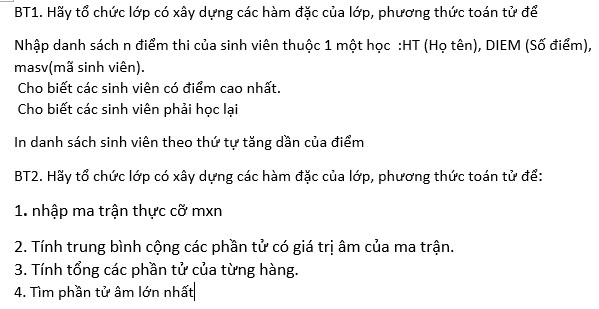 BT1. Hãy tổ chức lớp có xây dựng các hàm đặc của lớp, phương thức toán tử để
Nhập danh sách n điểm thi của sinh viên thuộc 1 một học :HT (Họ tên), DIEM (Số điểm),
masv(mã sinh viên).
Cho biết các sinh viên có điểm cao nhất.
Cho biết các sinh viên phải học lại
In danh sách sinh viên theo thứ tự tăng dần của điểm
BT2. Hãy tổ chức lớp có xây dựng các hàm đặc của lớp, phương thức toán tử để:
1. nhập ma trận thực cỡ mxn
2. Tính trung bình cộng các phần tử có giá trị âm của ma trận.
3. Tính tổng các phần tử của từng hàng.
4. Tìm phần tử âm lớn nhất